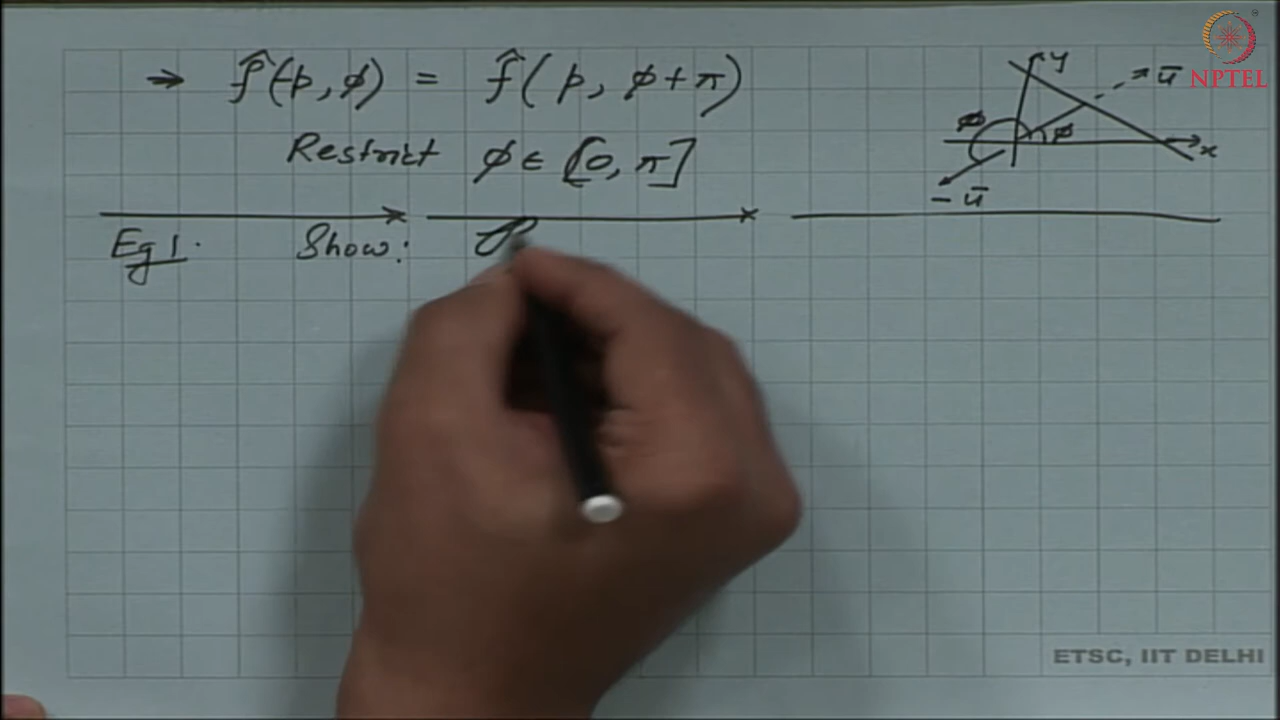 → f̂(-p, φ) = f̂(p, φ+π)
Restrict φ ∈ [0, π]
Eg 1. Show:
y
ū
φ
φ
x
-ū
NPTEL
ETSC, IIT DELHI